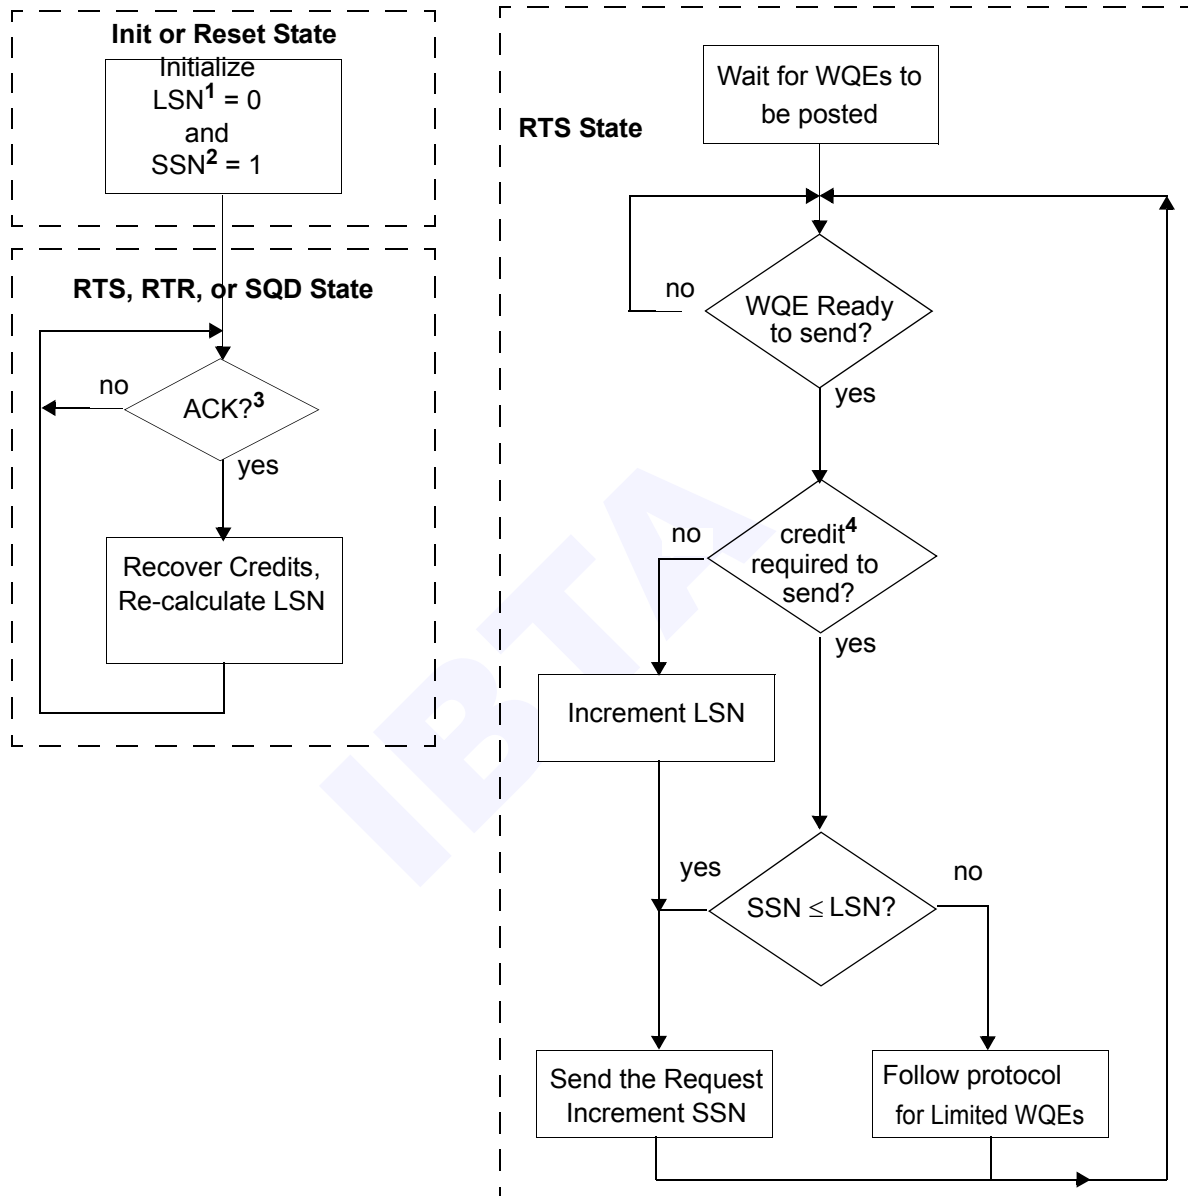 Init or Reset State
Initialize
LSN1 = 0
and
SSN2 = 1
RTS, RTR, or SQD State
no
ACK?3
yes
Recover Credits,
Re-calculate LSN
RTS State
Wait for WQEs to
be posted
no
WQE Ready
to send?
yes
no
credit4
required to
send?
yes
Increment LSN
yes
SSN ≤ LSN?
no
Send the Request
Increment SSN
Follow protocol
for Limited WQEs
IBTA